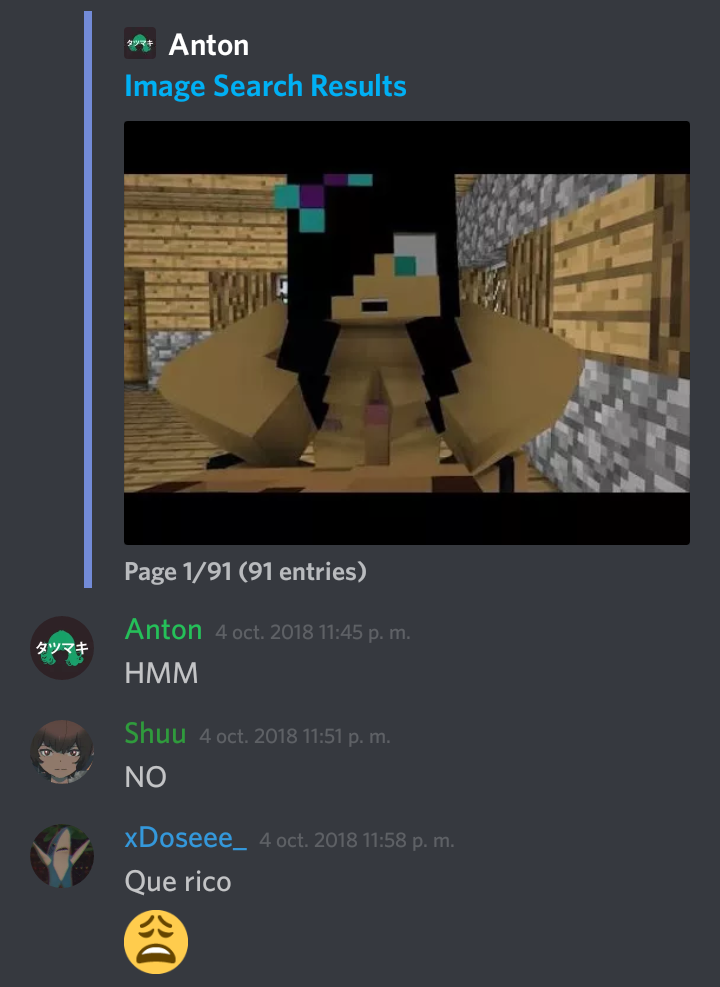 タツマキ Anton
Image Search Results
Page 1/91 (91 entries)
Anton 4 oct. 2018 11:45 p. m.
タツマキ
HMM
Shuu 4 oct. 2018 11:51 p. m.
NO
xDoseee_ 4 oct. 2018 11:58 p. m.
Que rico